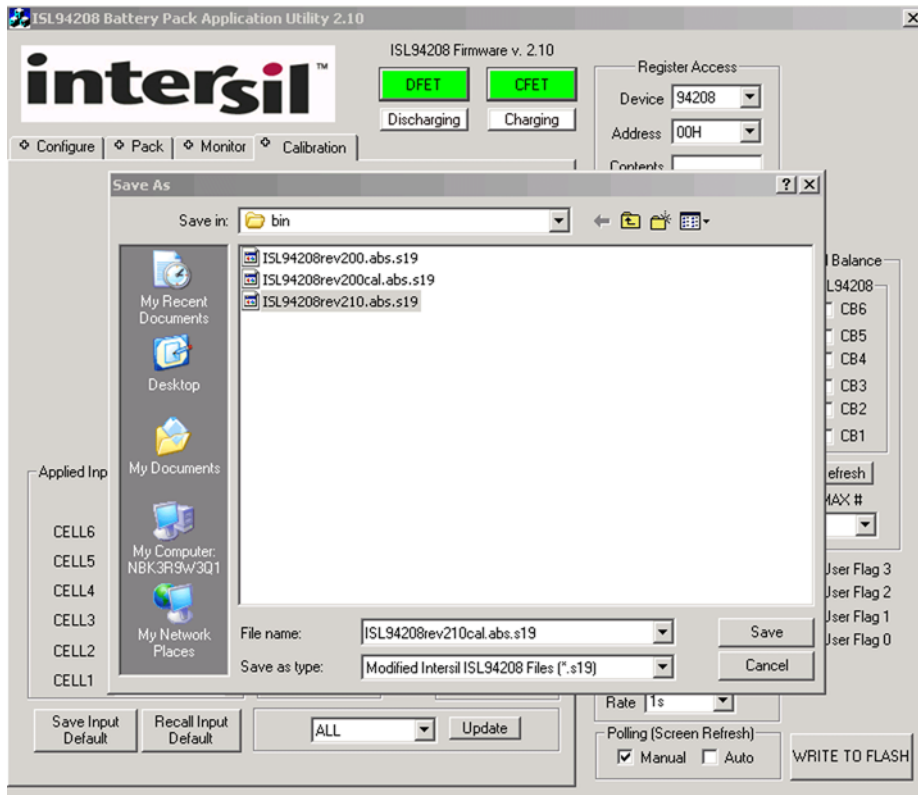 ISL94208 Battery Pack Application Utility 2.10
intersil™
ISL94208 Firmware v. 2.10
DFET
CFET
Discharging
Charging
Register Access
Device
94208
Address
00H
Contents
Configure
Pack
Monitor
Calibration
Save As
Save in:
bin
ISL94208rev200.abs.s19
ISL94208rev200cal.abs.s19
ISL94208rev210.abs.s19
My Recent
Documents
Desktop
My Documents
My Computer:
NBK3R9W3Q1
My Network
Places
File name:
ISL94208rev210cal.abs.s19
Save
Save as type:
Modified Intersil ISL94208 Files (*.s19)
Cancel
Balance
L94208
CB6
CB5
CB4
CB3
CB2
CB1
efresh
MAX #
User Flag 3
User Flag 2
User Flag 1
User Flag 0
Applied Inp
CELL6
CELL5
CELL4
CELL3
CELL2
CELL1
Save Input
Default
Recall Input
Default
ALL
Update
Rate
1s
Polling (Screen Refresh)
Manual
Auto
WRITE TO FLASH